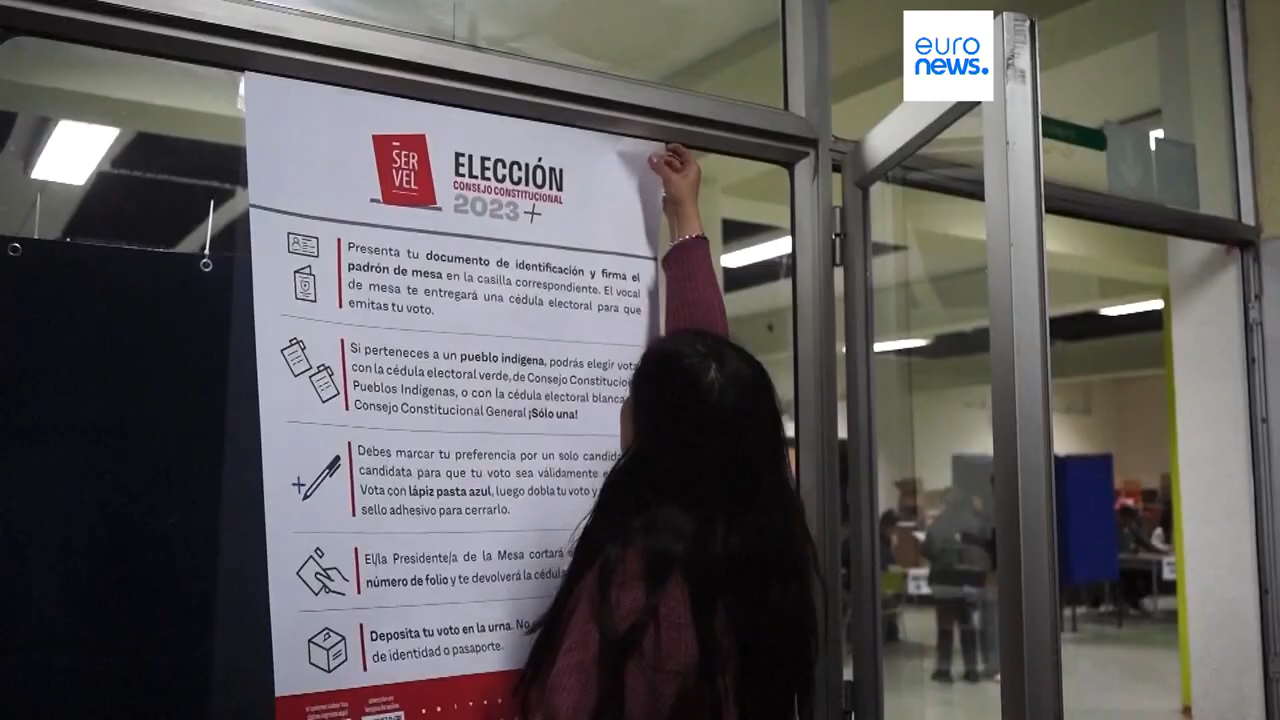 euro
news.
SER
VEL
ELECCIÓN
CONSEJO CONSTITUCIONAL
2023+
Presenta tu documento de identificación y firma el
padrón de mesa en la casilla correspondiente. El vocal
de mesa te entregará una cédula electoral para que
emitas tu voto.
Si perteneces a un pueblo indígena, podrás elegir
con la cédula electoral verde, de Consejo
Pueblos Indígenas, o con la cédula electoral blanca
Consejo Constitucional General ¡Sólo una!
Debes marcar tu preferencia por un solo
candidata para que tu voto sea válidamente
Vota con lápiz pasta azul, luego dobla tu voto y
sello adhesivo para cerrarlo.
El/la Presidente/a de la Mesa cortará
número de folio y te devolverá la
Deposita tu voto en la urna.
de identidad o pasaporte.